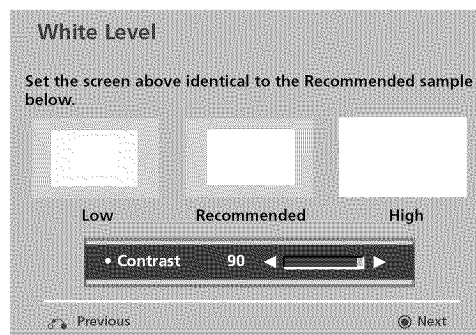 White Level
Set the screen above identical to the Recommended sample
below.
Low Recommended High
• Contrast 90
Previous Next